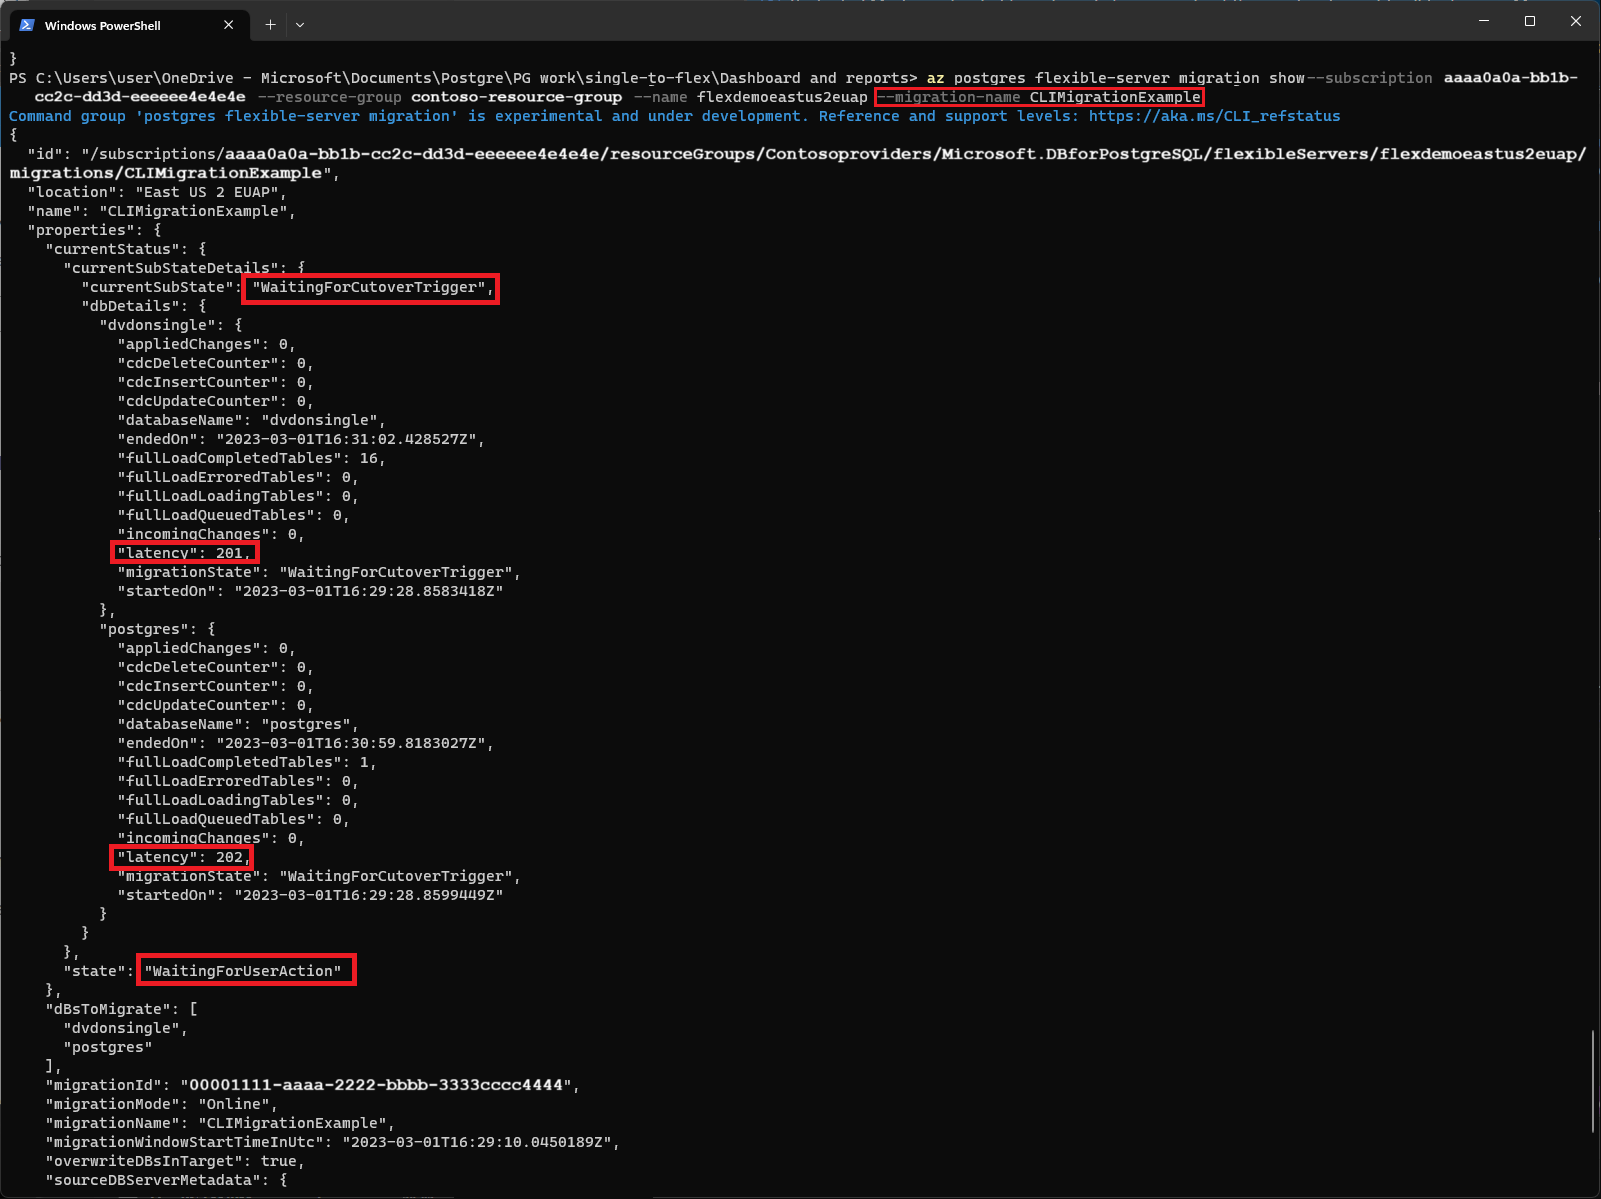 Windows PowerShell
}
PS C:\Users\user\OneDrive - Microsoft\Documents\Postgre\PG work\single-to-flex\Dashboard and reports> az postgres flexible-server migration show--subscription aaaa0a0a-bb1b-
cc2c-dd3d-eeeeee4e4e4e --resource-group contoso-resource-group --name flexdemoeastus2euap --migration-name CLIMigrationExample
Command group 'postgres flexible-server migration' is experimental and under development. Reference and support levels: https://aka.ms/CLI_refstatus
{
"id": "/subscriptions/aaaa0a0a-bb1b-cc2c-dd3d-eeeeee4e4e4e/resourceGroups/Contosoproviders/Microsoft.DBforPostgreSQL/flexibleServers/flexdemoeastus2euap/
migrations/CLIMigrationExample",
"location": "East US 2 EUAP",
"name": "CLIMigrationExample",
"properties": {
"currentStatus": {
"currentSubStateDetails": {
"currentSubState": "WaitingForCutoverTrigger",
"dbDetails": {
"dvdonsingle": {
"appliedChanges": 0,
"cdcDeleteCounter": 0,
"cdcInsertCounter": 0,
"cdcUpdateCounter": 0,
"databaseName": "dvdonsingle",
"endedOn": "2023-03-01T16:31:02.428527Z",
"fullLoadCompletedTables": 16,
"fullLoadErroredTables": 0,
"fullLoadLoadingTables": 0,
"fullLoadQueuedTables": 0,
"incomingChanges": 0,
"latency": 201,
"migrationState": "WaitingForCutoverTrigger",
"startedOn": "2023-03-01T16:29:28.8583418Z"
},
"postgres": {
"appliedChanges": 0,
"cdcDeleteCounter": 0,
"cdcInsertCounter": 0,
"cdcUpdateCounter": 0,
"databaseName": "postgres",
"endedOn": "2023-03-01T16:30:59.8183027Z",
"fullLoadCompletedTables": 1,
"fullLoadErroredTables": 0,
"fullLoadLoadingTables": 0,
"fullLoadQueuedTables": 0,
"incomingChanges": 0,
"latency": 202,
"migrationState": "WaitingForCutoverTrigger",
"startedOn": "2023-03-01T16:29:28.8599449Z"
}
}
},
"state": "WaitingForUserAction"
},
"dBsToMigrate": [
"dvdonsingle",
"postgres"
],
"migrationId": "00001111-aaaa-2222-bbbb-3333cccc4444",
"migrationMode": "Online",
"migrationName": "CLIMigrationExample",
"migrationWindowStartTimeInUtc": "2023-03-01T16:29:10.0450189Z",
"overwriteDBsInTarget": true,
"sourceDBServerMetadata": {